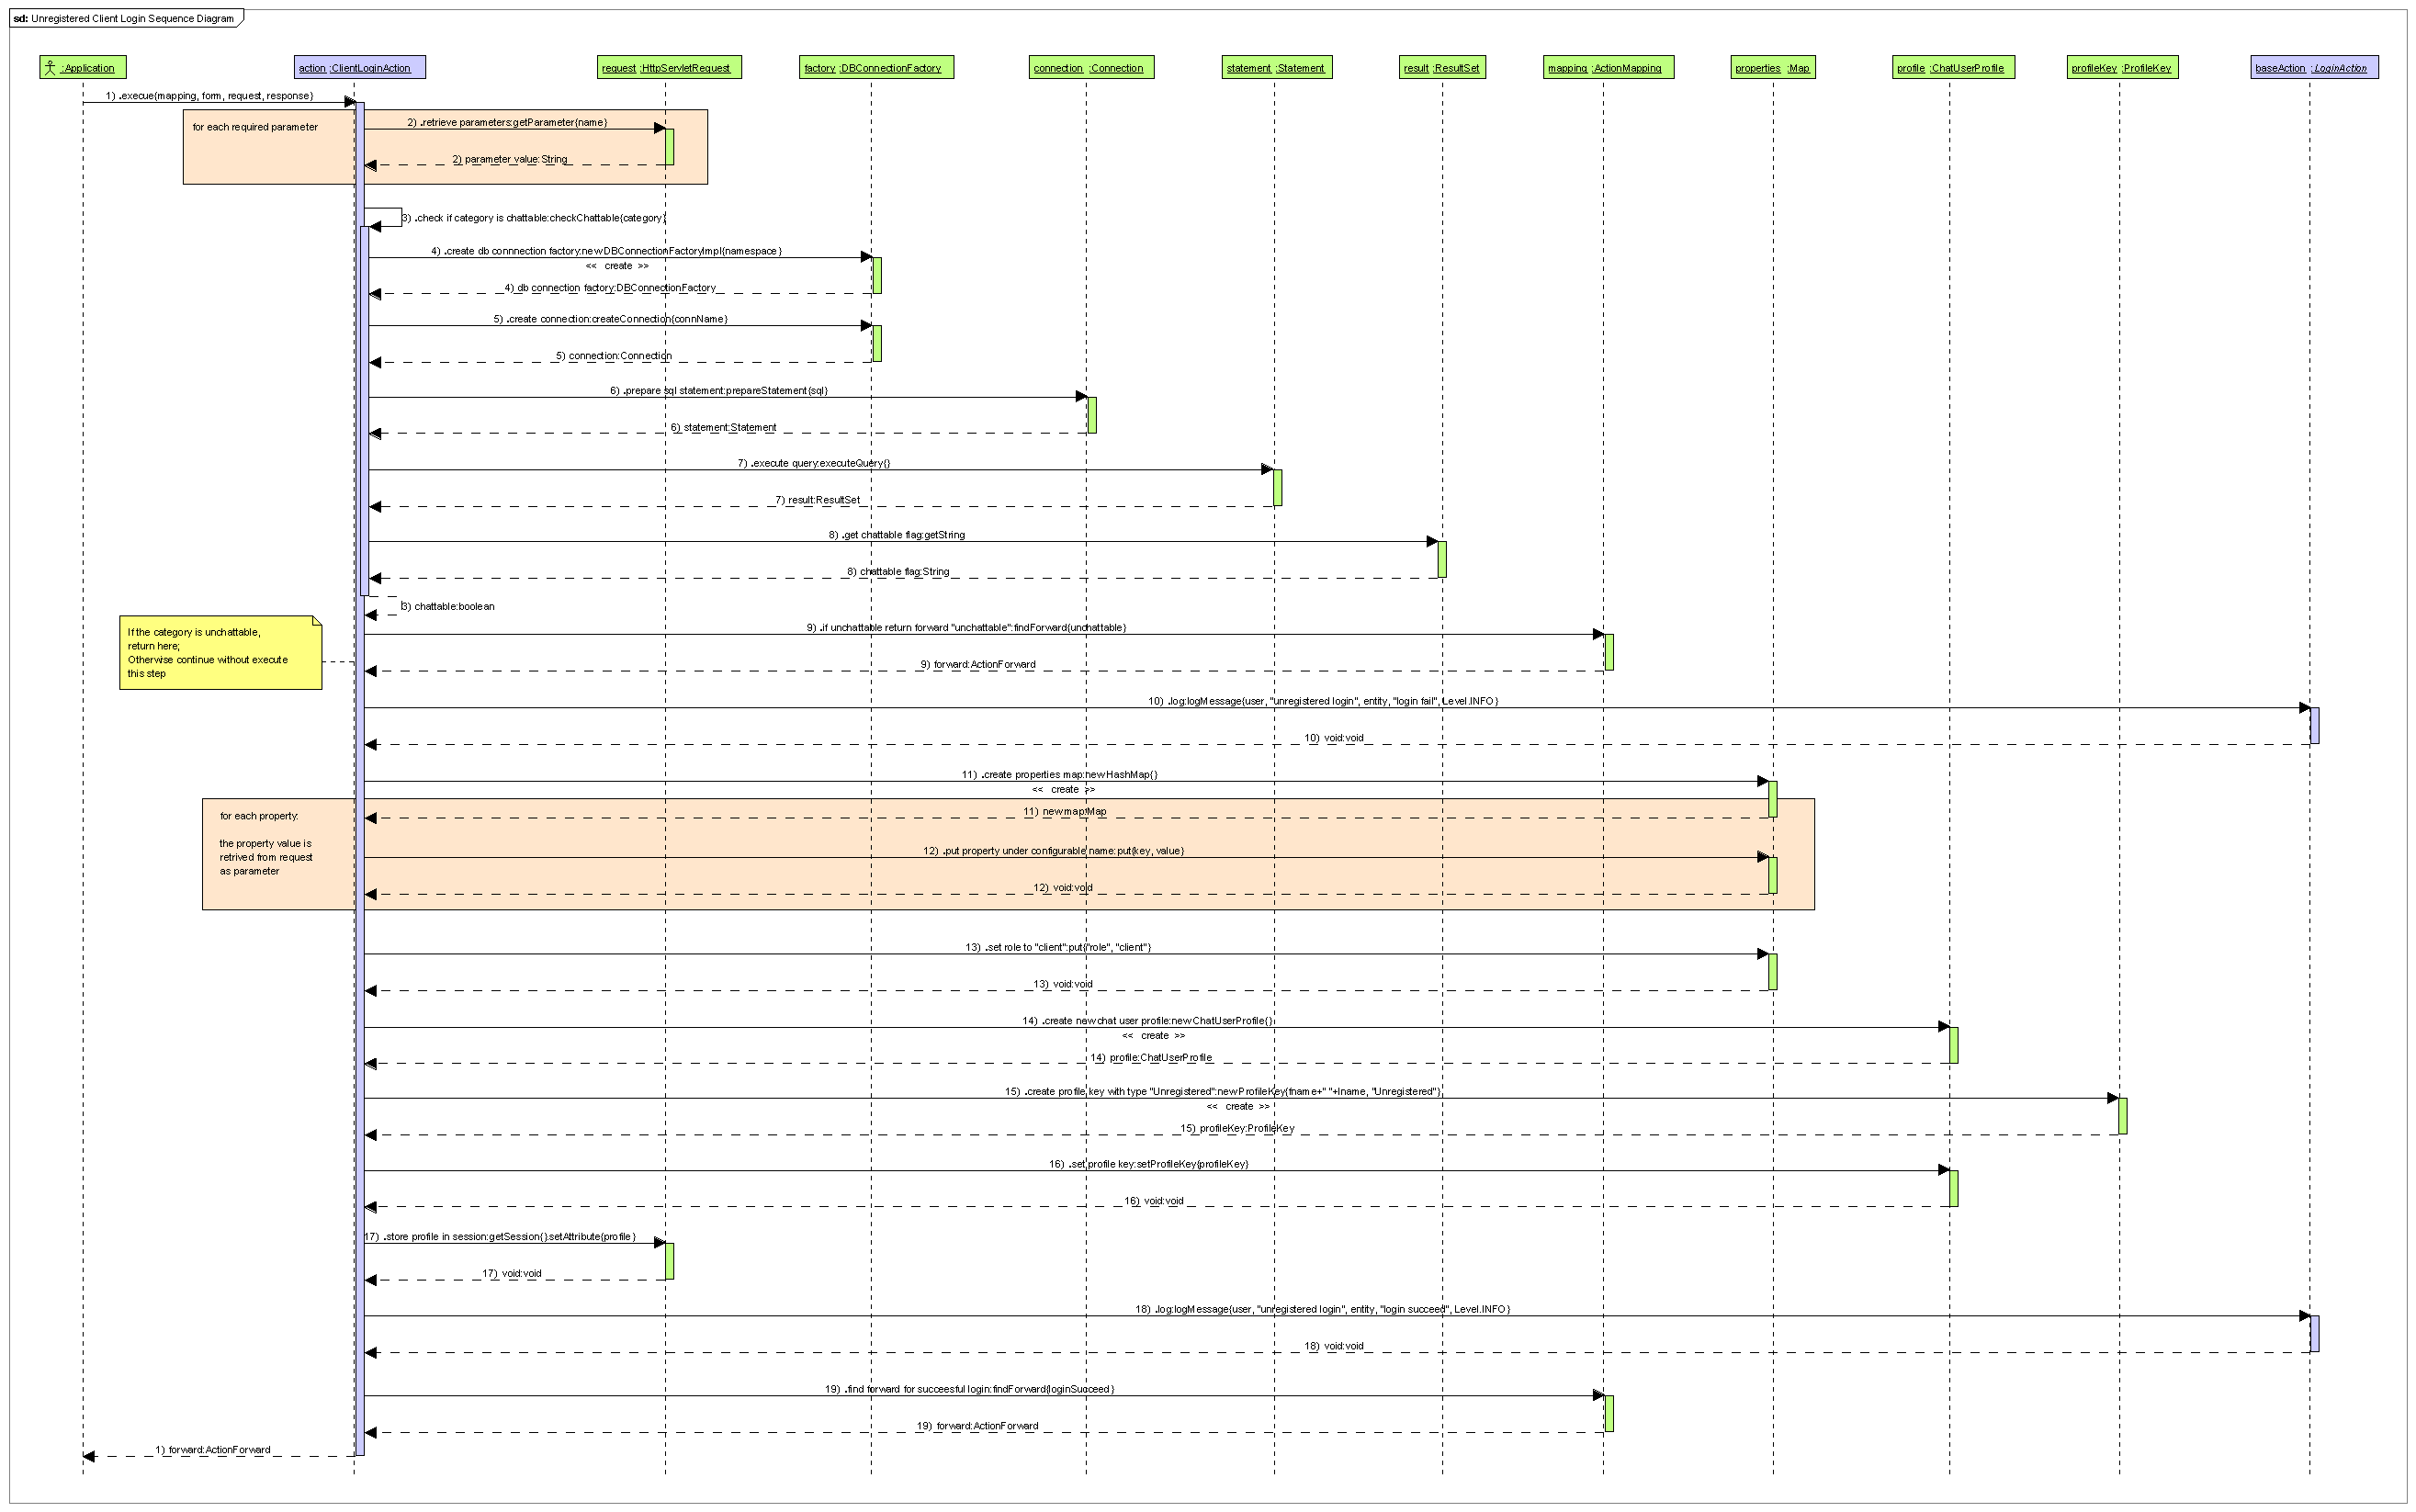 sd: Unregistered Client Login Sequence Diagram
:Application
action :ClientLoginAction
request :HttpServletRequest
factory :DBConnectionFactory
connection :Connection
statement :Statement
result :ResultSet
mapping :ActionMapping
properties :Map
profile :ChatUserProfile
profileKey :ProfileKey
baseAction :LoginAction
1) .execue(mapping, form, request, response)
for each required parameter
2) .retrieve parameters:getParameter(name)
2) parameter value:String
3) .check if category is chattable:checkChattable(category)
4) .create db connnection factory:new DBConnectionFactoryImpl(namespace)
<< create >>
4) db connection factory:DBConnectionFactory
5) .create connection:createConnection(connName)
5) connection:Connection
6) .prepare sql statement:prepareStatement(sql)
6) statement:Statement
7) .execute query:executeQuery()
7) result:ResultSet
8) .get chattable flag:getString
8) chattable flag:String
3) chattable:boolean
If the category is unchattable,
return here;
Otherwise continue without execute
this step
9) .if unchattable return forward "unchattable":findForward(unchattable)
9) forward:ActionForward
10) .log:logMessage(user, "unregistered login", entity, "login fail", Level.INFO)
10) void:void
11) .create properties map:new HashMap()
<< create >>
for each property:
11) new map:Map
the property value is
retrived from request
as parameter
12) .put property under configurable name:put(key, value)
12) void:void
13) .set role to "client":put("role", "client")
13) void:void
14) .create new chat user profile:new ChatUserProfile()
<< create >>
14) profile:ChatUserProfile
15) .create profile key with type "Unregistered":new ProfileKey(fname+" "+lname, "Unregistered")
<< create >>
15) profileKey:ProfileKey
16) .set profile key:setProfileKey(profileKey)
16) void:void
17) .store profile in session:getSession().setAttribute(profile)
17) void:void
18) .log:logMessage(user, "unregistered login", entity, "login succeed", Level.INFO)
18) void:void
19) .find forward for succeesful login:findForward(loginSucceed)
19) forward:ActionForward
1) forward:ActionForward